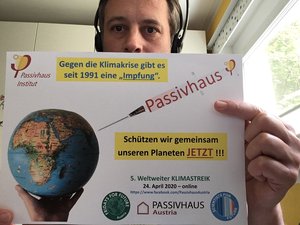 Passivhaus
Institut
Gegen die Klimakrise gibt es
seit 1991 eine „Impfung".
Passivhaus
Schützen wir gemeinsam
unseren Planeten JETZT !!!
5. Weltweiter KLIMASTREIK
24. April 2020 – online
https://www.facebook.com/PassivhausAustria
PASSIVHAUS
Austria